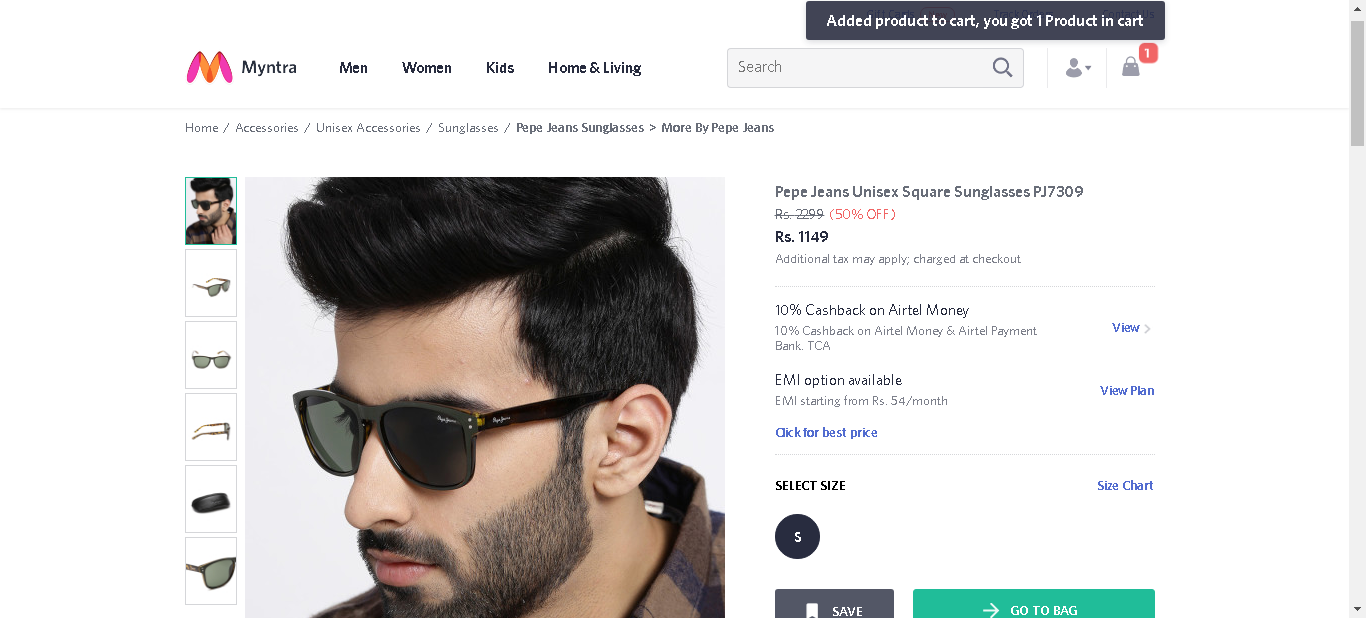 Added product to cart, you got 1 Product in cart
Myntra
Men
Women
Kids
Home & Living
Search
1
Home / Accessories / Unisex Accessories / Sunglasses / Pepe Jeans Sunglasses > More By Pepe Jeans
Pepe Jeans Unisex Square Sunglasses PJ7309
Rs. 2299 (50% OFF)
Rs. 1149
Additional tax may apply; charged at checkout
10% Cashback on Airtel Money
10% Cashback on Airtel Money & Airtel Payment
Bank. TCA
View
EMI option available
EMI starting from Rs. 54/month
View Plan
Click for best price
SELECT SIZE
Size Chart
S
SAVE
GO TO BAG
Pepe Jeans
Pepe Jeans